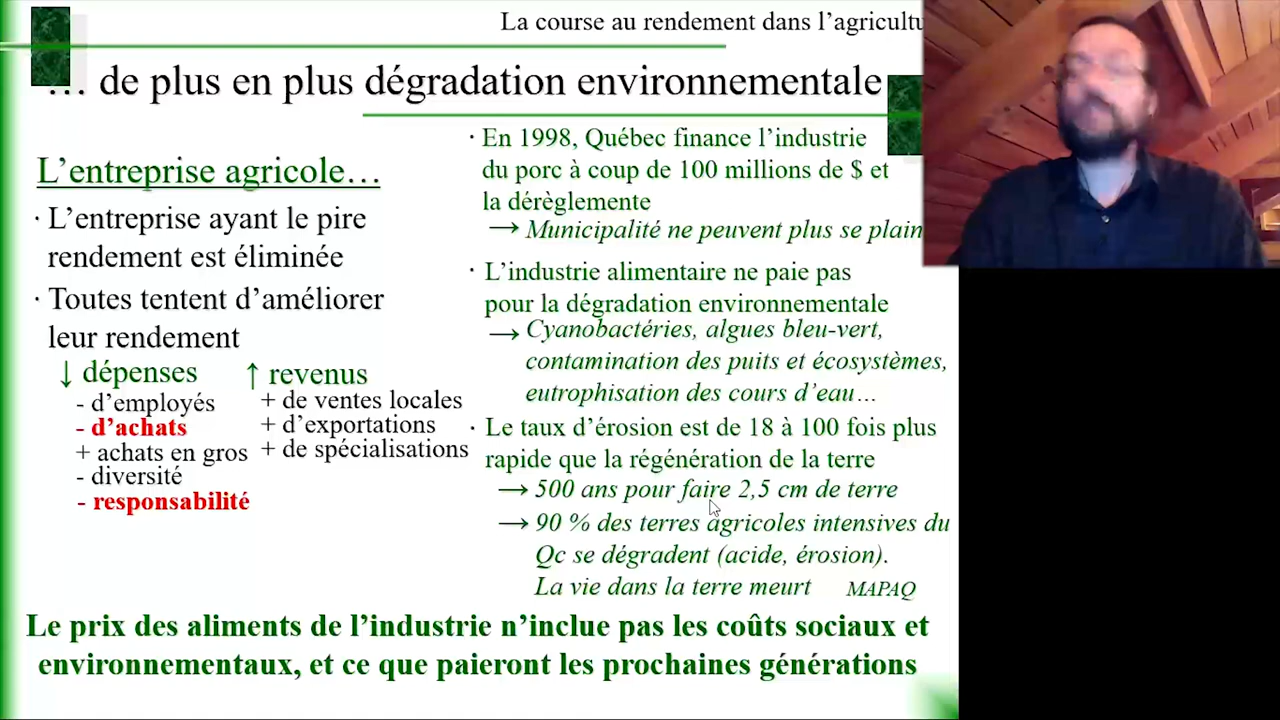 La course au rendement dans l’agricultu
… de plus en plus dégradation environnementale
L’entreprise agricole…
· L’entreprise ayant le pire
rendement est éliminée
· Toutes tentent d’améliorer
leur rendement
↓ dépenses
- d’employés
- d’achats
+ achats en gros
- diversité
- responsabilité
↑ revenus
+ de ventes locales
+ d’exportations
+ de spécialisations
· En 1998, Québec finance l’industrie
du porc à coup de 100 millions de $ et
la dérèglemente
→ Municipalité ne peuvent plus se plain
· L’industrie alimentaire ne paie pas
pour la dégradation environnementale
→ Cyanobactéries, algues bleu-vert,
contamination des puits et écosystèmes,
eutrophisation des cours d’eau…
· Le taux d’érosion est de 18 à 100 fois plus
rapide que la régénération de la terre
→ 500 ans pour faire 2,5 cm de terre
→ 90 % des terres agricoles intensives du
Qc se dégradent (acide, érosion).
La vie dans la terre meurt MAPAQ
Le prix des aliments de l’industrie n’inclue pas les coûts sociaux et
environnementaux, et ce que paieront les prochaines générations